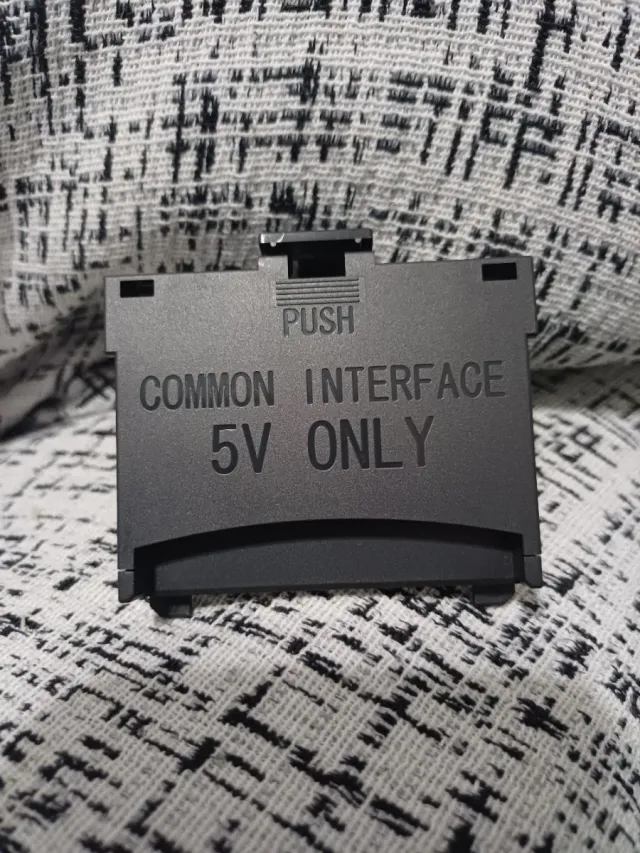 PUSH
COMMON INTERFACE
5V ONLY